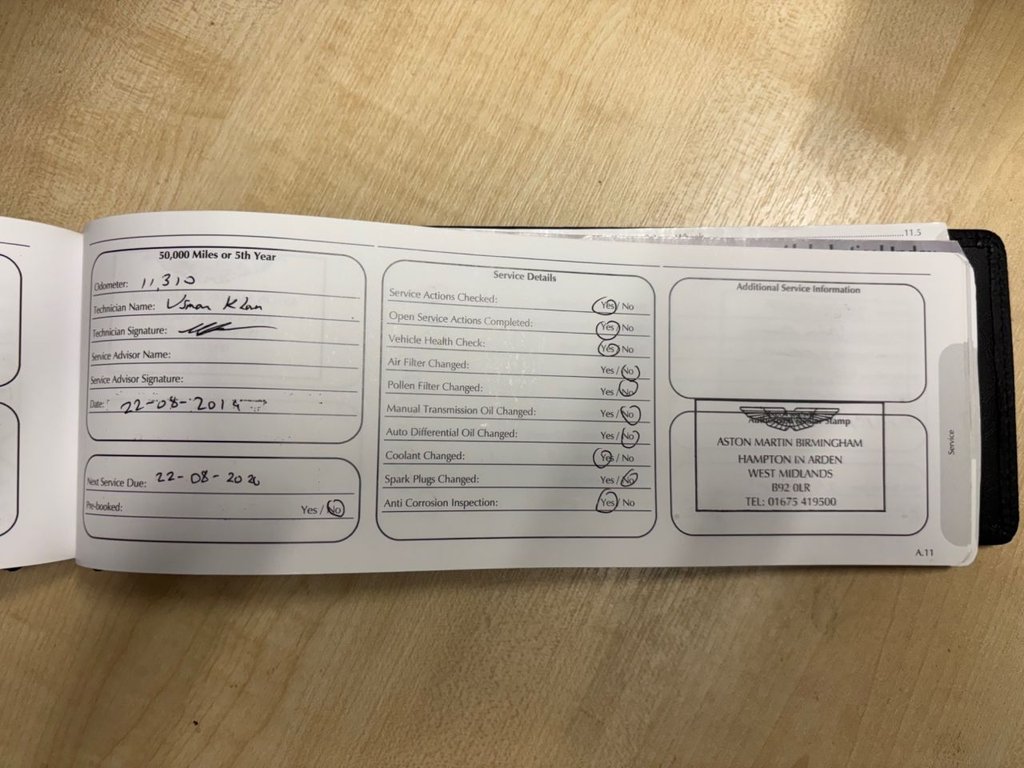 11.5
50,000 Miles or 5th Year
Odometer: 11,310
Technician Name: Usman Khan
Technician Signature:
Service Advisor Name:
Service Advisor Signature:
Date: 22-08-2019
Next Service Due: 22-08-2020
Pre-booked: Yes / No
Service Details
Service Actions Checked: Yes / No
Open Service Actions Completed: Yes / No
Vehicle Health Check: Yes / No
Air Filter Changed: Yes / No
Pollen Filter Changed: Yes / No
Manual Transmission Oil Changed: Yes / No
Auto Differential Oil Changed: Yes / No
Coolant Changed: Yes / No
Spark Plugs Changed: Yes / No
Anti Corrosion Inspection: Yes / No
Additional Service Information
Stamp
ASTON MARTIN BIRMINGHAM
HAMPTON IN ARDEN
WEST MIDLANDS
B92 0LR
TEL: 01675 419500
Service
A.11